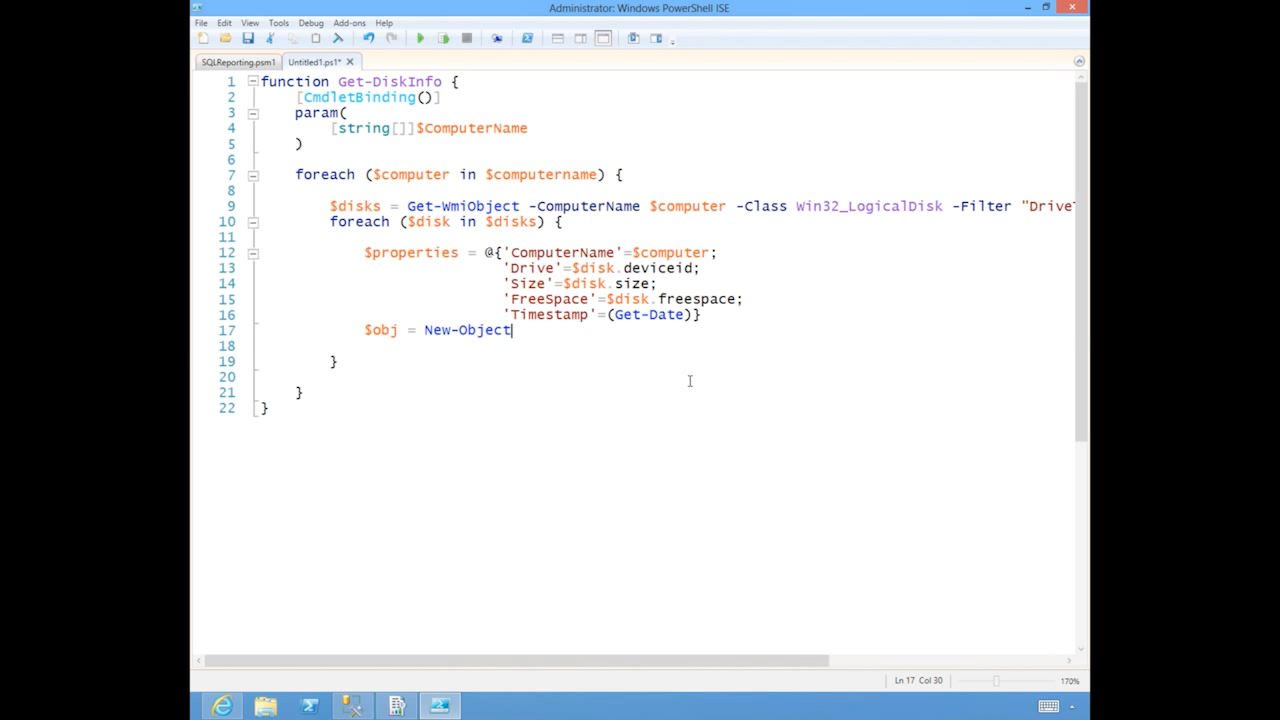 Administrator: Windows PowerShell ISE
File Edit View Tools Debug Add-ons Help
SQLReporting.psm1 Untitled1.ps1*
1 function Get-DiskInfo {
2 [CmdletBinding()]
3 param(
4 [string[]]$ComputerName
5 )
6
7 foreach ($computer in $computername) {
8
9 $disks = Get-WmiObject -ComputerName $computer -Class Win32_LogicalDisk -Filter "Drive
10 foreach ($disk in $disks) {
11
12 $properties = @{'ComputerName'=$computer;
13 'Drive'=$disk.deviceid;
14 'Size'=$disk.size;
15 'FreeSpace'=$disk.freespace;
16 'Timestamp'=(Get-Date)}
17 $obj = New-Object
18
19 }
20
21 }
22 }
Ln 17 Col 30 170%